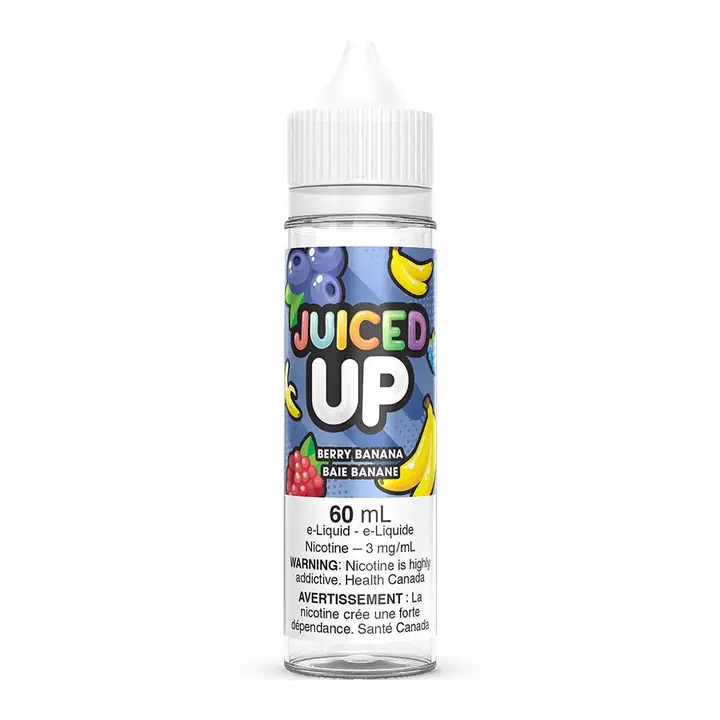 JUICED
UP
BERRY BANANA
BAIE BANANE
60 mL
e-Liquid - e-Liquide
Nicotine – 3 mg/mL
WARNING: Nicotine is highly
addictive. Health Canada
AVERTISSEMENT : La
nicotine crée une forte
dépendance. Santé Canada